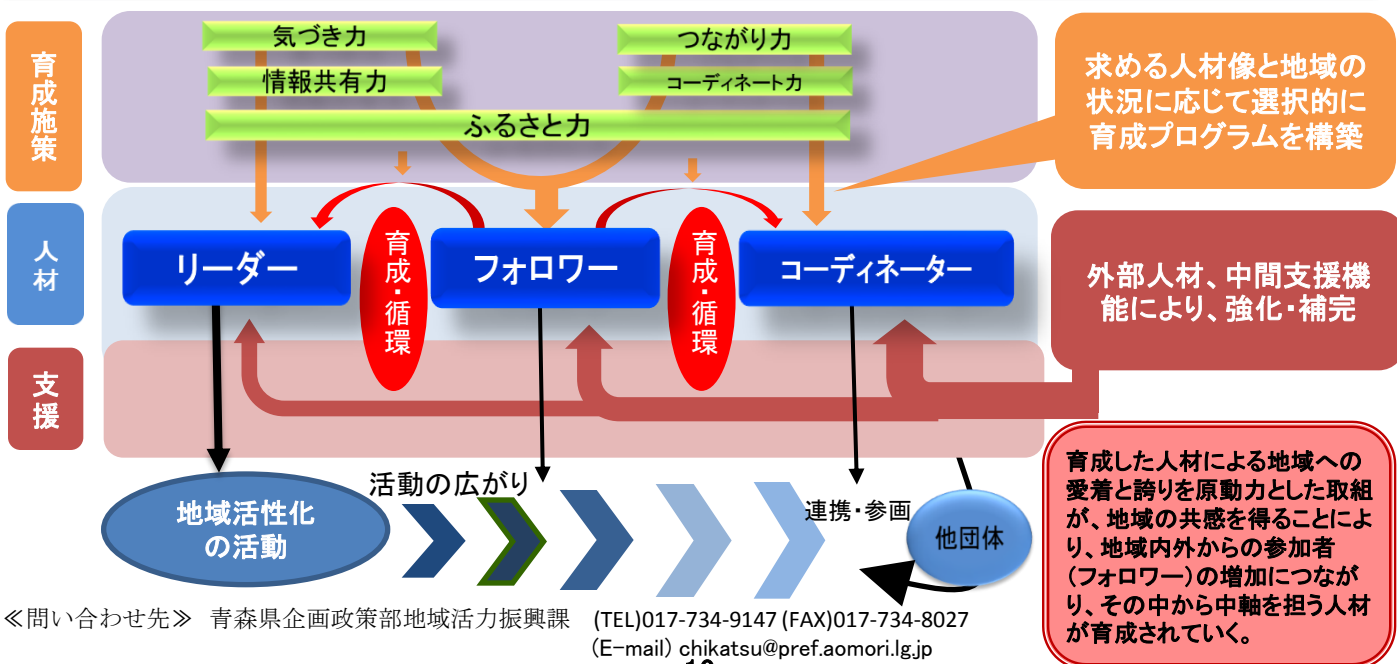 育成施策
気づき力
つながり力
情報共有力
コーディネート力
ふるさと力
求める人材像と地域の
状況に応じて選択的に
育成プログラムを構築
人材
リーダー
育成・循環
フォロワー
育成・循環
コーディネーター
外部人材、中間支援機
能により、強化・補完
支援
活動の広がり
地域活性化
の活動
連携・参画
他団体
育成した人材による地域への
愛着と誇りを原動力とした取組
が、地域の共感を得ることによ
り、地域内外からの参加者
(フォロワー)の増加につなが
り、その中から中軸を担う人材
が育成されていく。
≪問い合わせ先≫ 青森県企画政策部地域活力振興課 (TEL)017-734-9147 (FAX)017-734-8027
(E-mail) chikatsu@pref.aomori.lg.jp